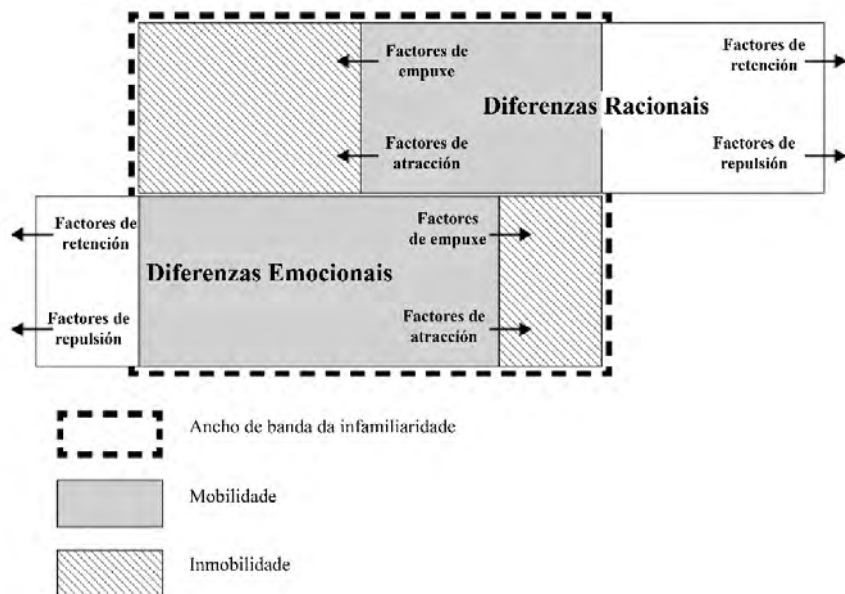 Factores de
empuxe
Factores de
retención
Diferenzas Racionais
Factores de
atracción
Factores de
repulsión
Factores de
retención
Factores
de empuxe
Diferenzas Emocionais
Factores de
repulsión
Factores de
atracción
Ancho de banda da infamiliaridade
Mobilidade
Inmobilidade